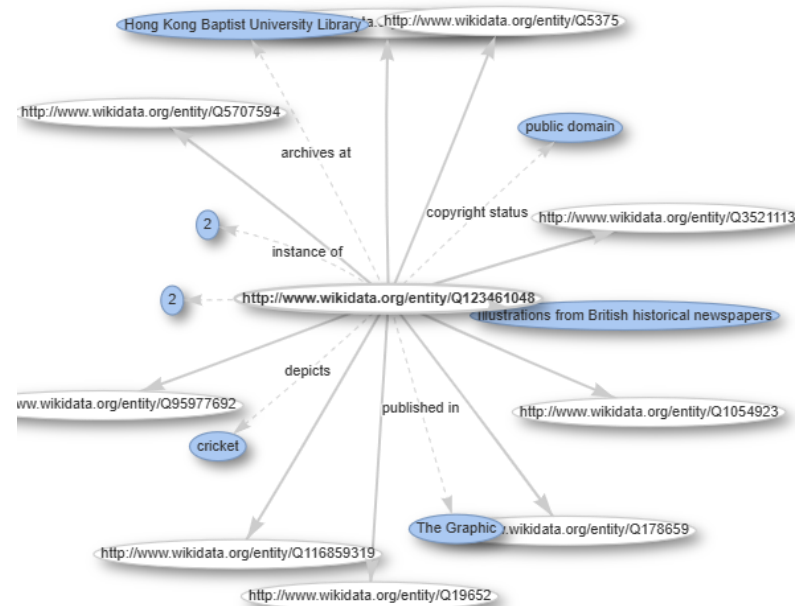 Hong Kong Baptist University Library
http://www.wikidata.org/entity/Q5375
http://www.wikidata.org/entity/Q5707594
public domain
archives at
copyright status
http://www.wikidata.org/entity/Q3521113
2
instance of
2
http://www.wikidata.org/entity/Q123461048
Illustrations from British historical newspapers
depicts
published in
ww.wikidata.org/entity/Q95977692
http://www.wikidata.org/entity/Q1054923
cricket
The Graphic
.wikidata.org/entity/Q178659
http://www.wikidata.org/entity/Q116859319
http://www.wikidata.org/entity/Q19652